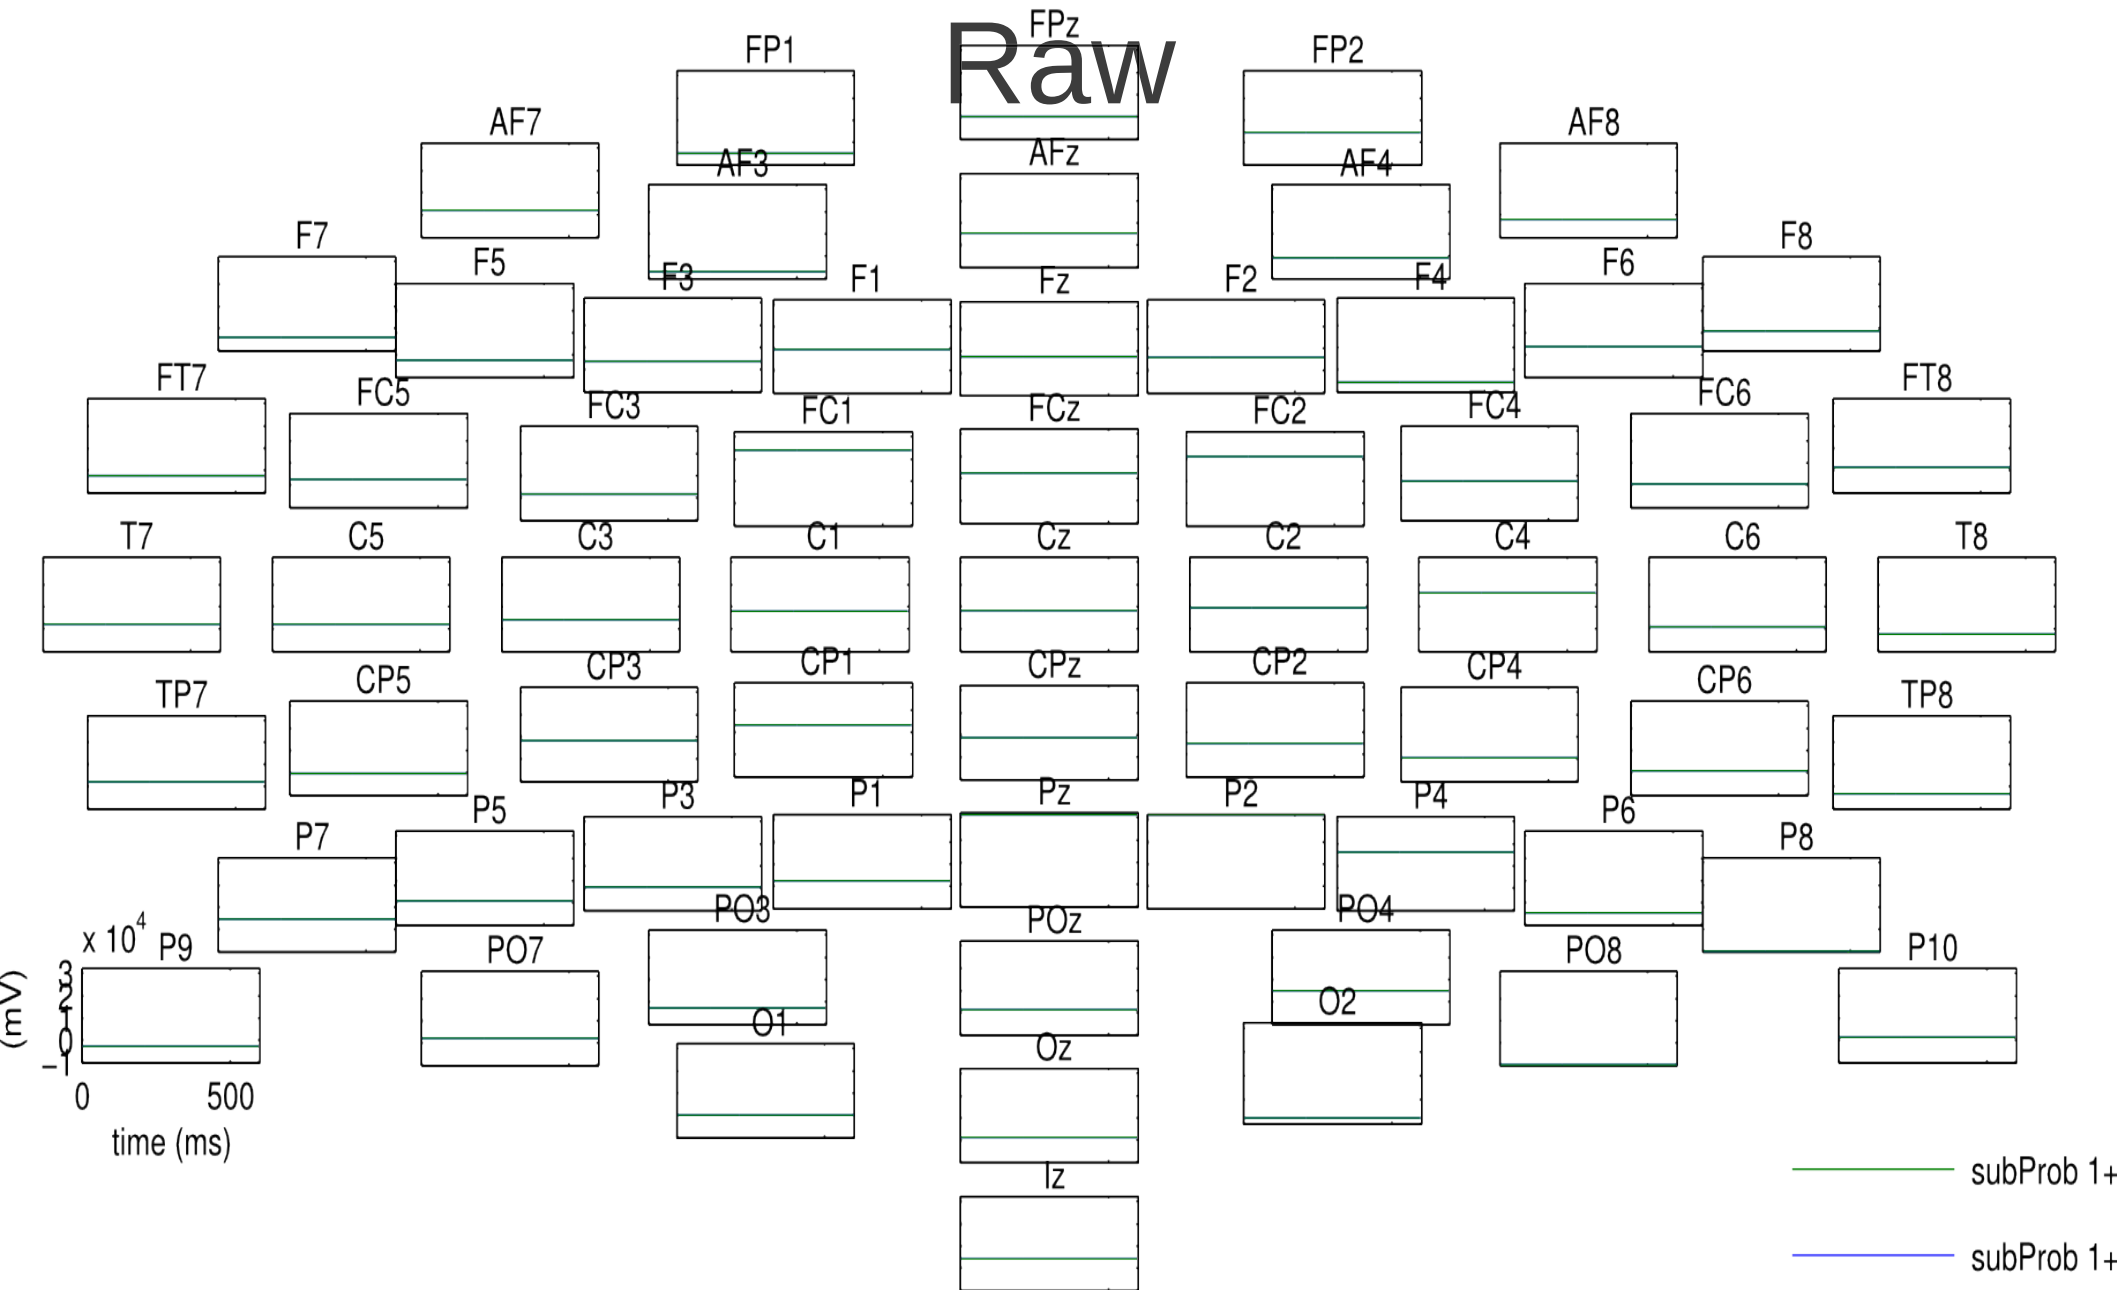 FPz
Raw
FP1
FP2
AF7
AF8
AF3
AFz
AF4
F7
F8
F5
F3
F1
Fz
F2
F4
F6
FT7
FT8
FC5
FC3
FC1
FCz
FC2
FC4
FC6
T7
C5
C3
C1
Cz
C2
C4
C6
T8
TP7
CP5
CP3
CP1
CPz
CP2
CP4
CP6
TP8
P7
P5
P3
P1
Pz
P2
P4
P6
P8
x 10^4
P9
PO7
PO3
POz
PO4
PO8
P10
3
2
1
0
−1
(mV)
O1
Oz
O2
0
500
time (ms)
Iz
subProb 1+
subProb 1+